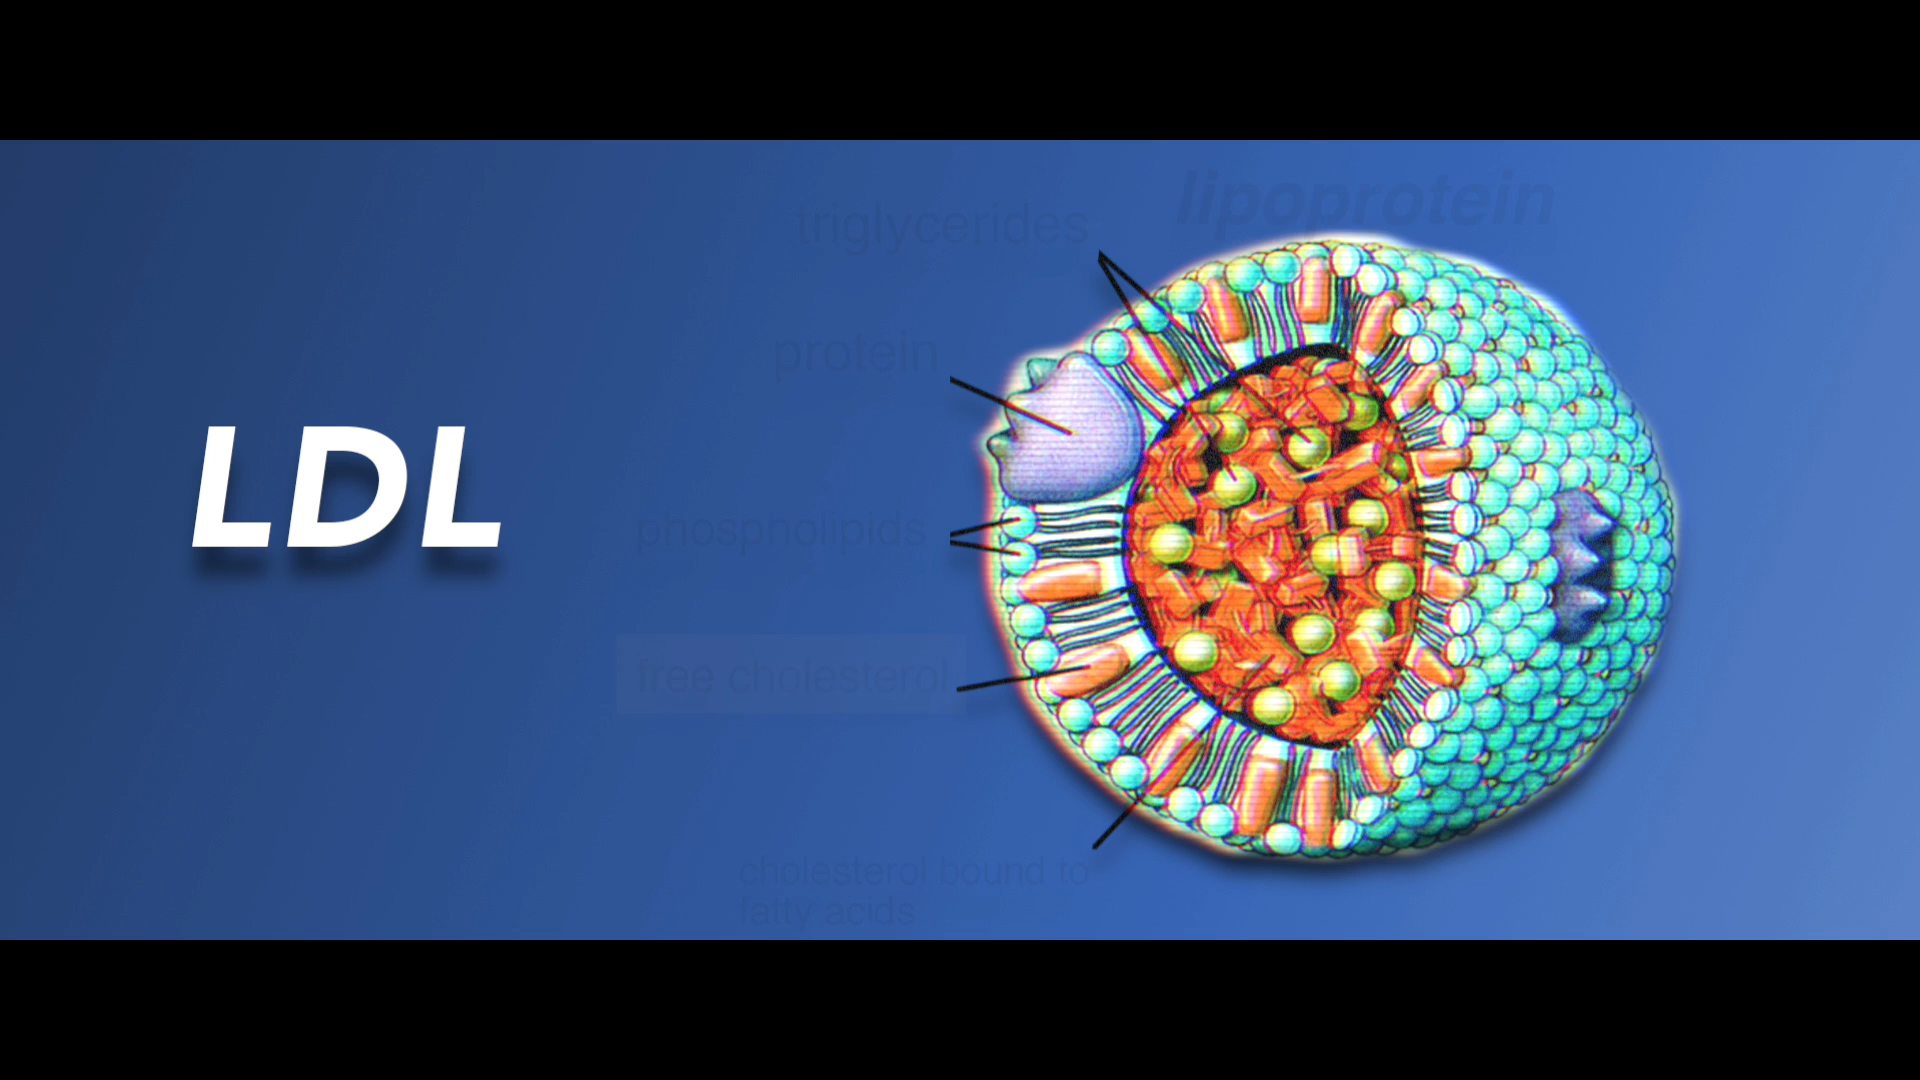 lipoprotein
triglycerides
protein
LDL
phospholipids
free cholesterol
cholesterol bound to
fatty acids